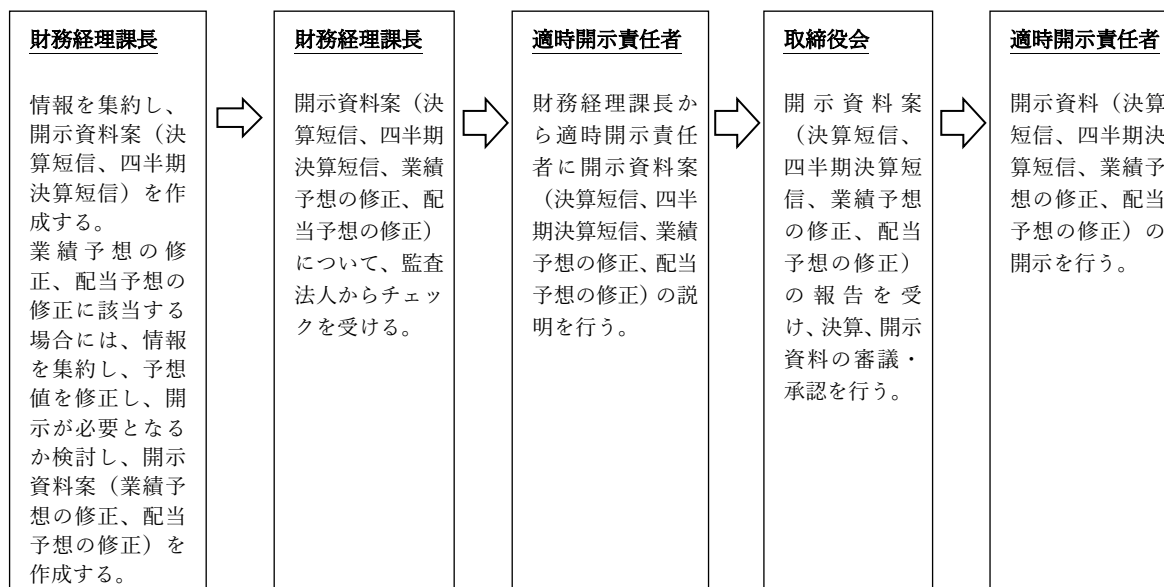 財務経理課長
情報を集約し、
開示資料案（決
算短信、四半期
決算短信）を作
成する。
業績予想の修
正、配当予想の
修正に該当する
場合には、情報
を集約し、予想
値を修正し、開
示が必要となる
か検討し、開示
資料案（業績予
想の修正、配当
予想の修正）を
作成する。
財務経理課長
開示資料案（決
算短信、四半期
決算短信、業績
予想の修正、配
当予想の修正）
について、監査
法人からチェッ
クを受ける。
適時開示責任者
財務経理課長か
ら適時開示責任
者に開示資料案
（決算短信、四半
期決算短信、業績
予想の修正、配当
予想の修正）の説
明を行う。
取締役会
開示資料案
（決算短信、
四半期決算短
信、業績予想
の修正、配当
予想の修正）
の報告を受
け、決算、開示
資料の審議・
承認を行う。
適時開示責任者
開示資料（決算
短信、四半期決
算短信、業績予
想の修正、配当
予想の修正）の
開示を行う。